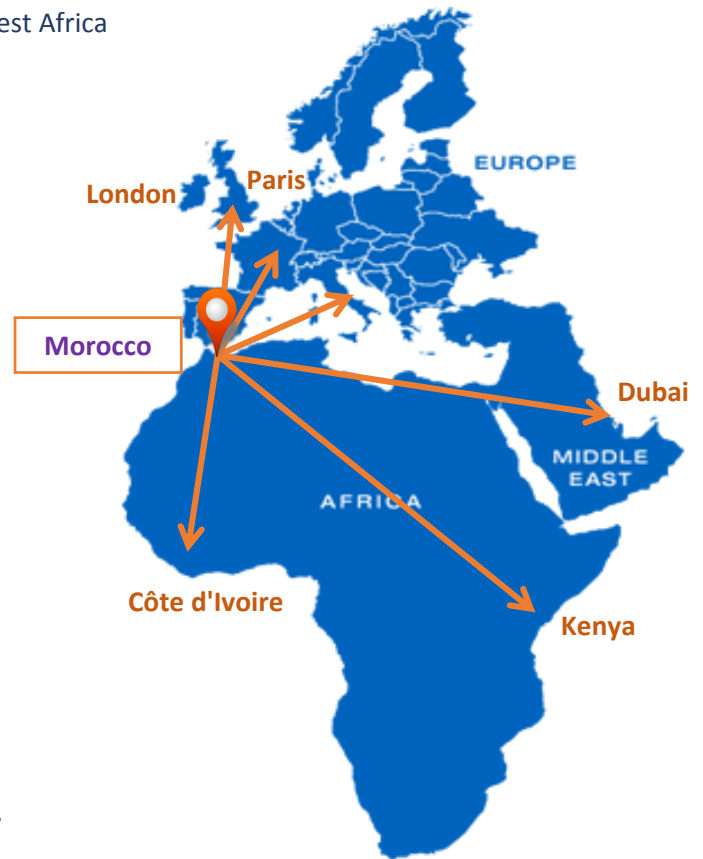 est Africa
EUROPE
Paris
London
Morocco
Dubai
MIDDLE
EAST
AFRICA
Côte d'Ivoire
Kenya